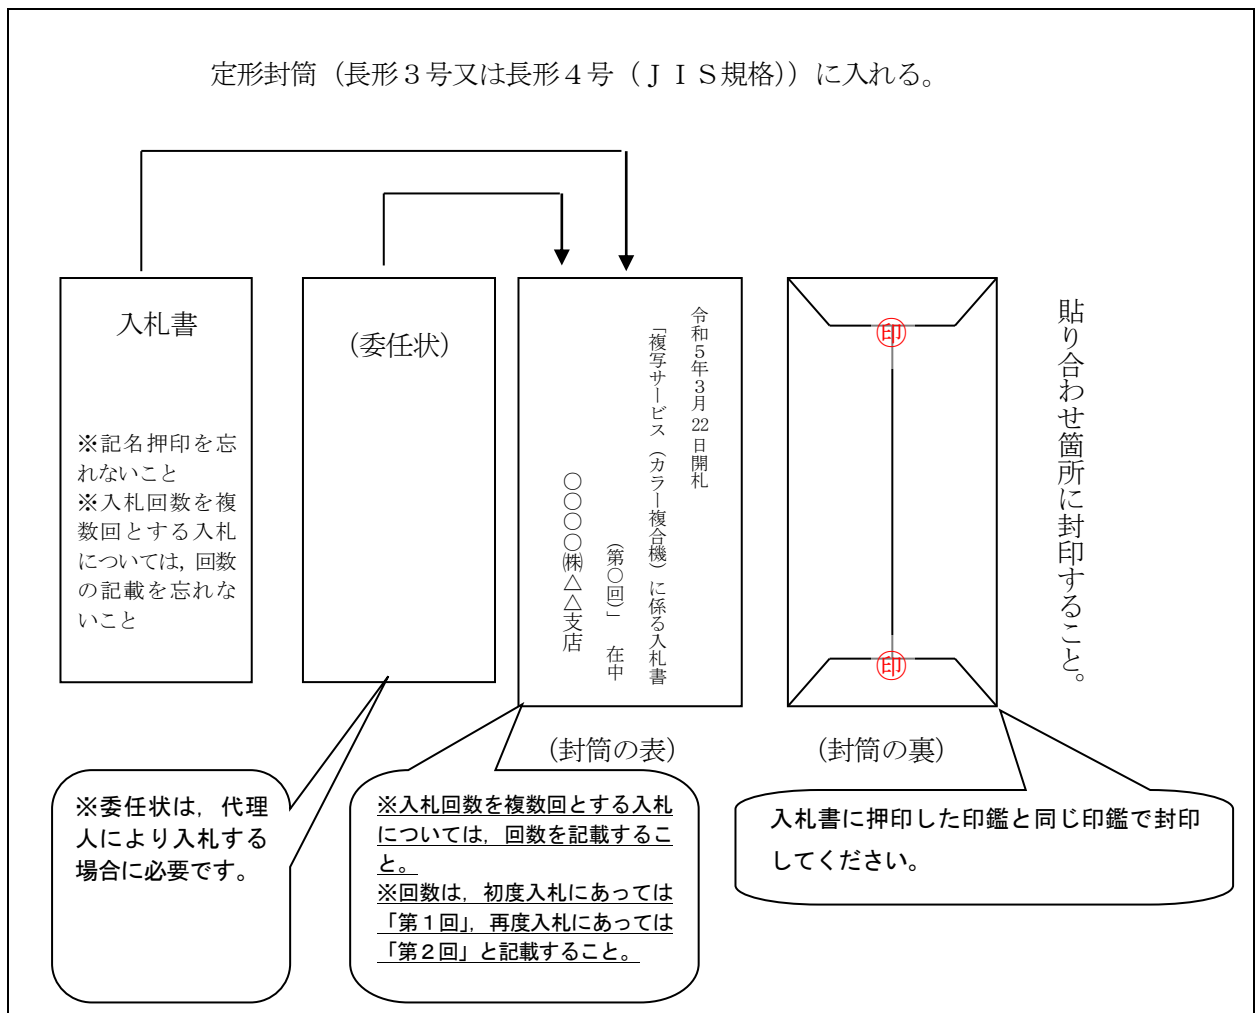 定形封筒（長形３号又は長形４号（ＪＩＳ規格））に入れる。
入札書
※記名押印を忘
れないこと
※入札回数を複
数回とする入札
については，回数
の記載を忘れな
いこと
（委任状）
令和５年３月22日開札
「複写サービス（カラー複合機）に係る入札書
（第〇回）」　在中
〇〇〇〇㈱△△支店
印
印
貼り合わせ箇所に封印すること。
（封筒の表）
（封筒の裏）
※委任状は，代理
人により入札する
場合に必要です。
※入札回数を複数回とする入札
については，回数を記載するこ
と。
※回数は，初度入札にあっては
「第１回」，再度入札にあっては
「第２回」と記載すること。
入札書に押印した印鑑と同じ印鑑で封印
してください。